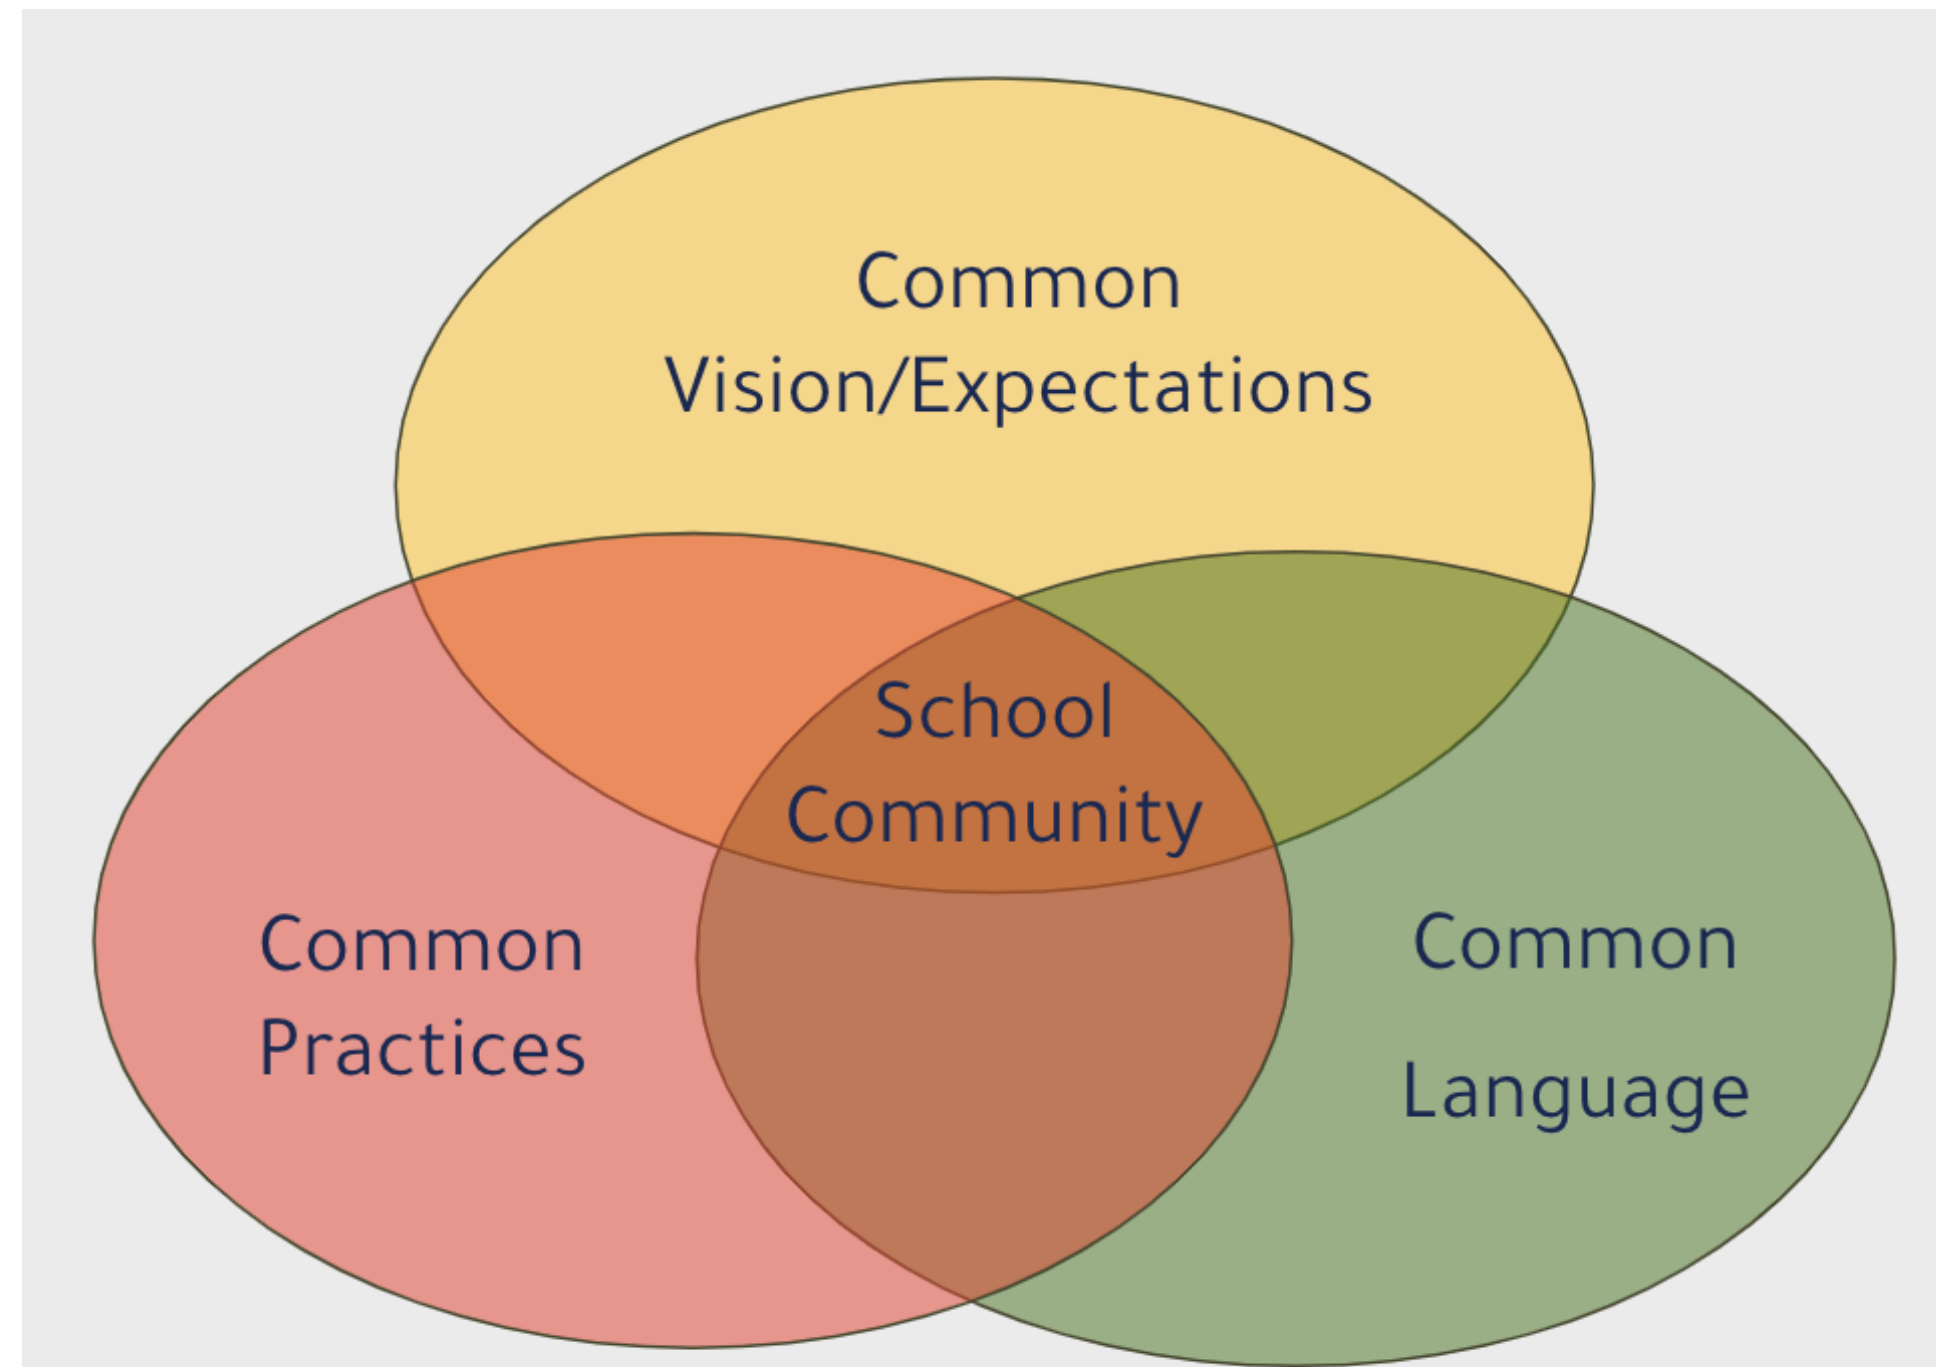 Common
Vision/Expectations
School
Community
Common
Practices
Common
Language